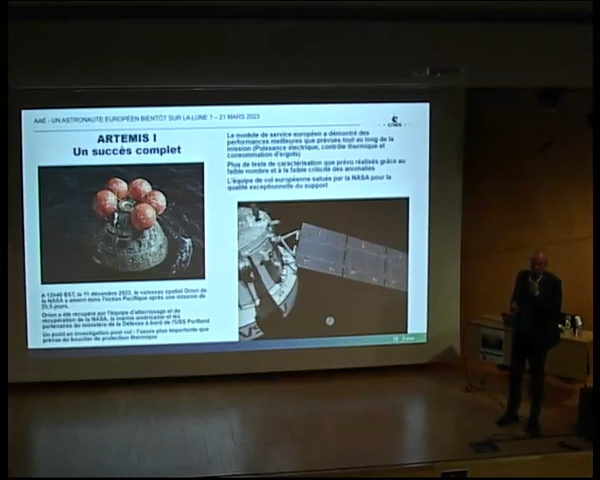 AAE - UN ASTRONAUTE EUROPÉEN BIENTÔT SUR LA LUNE ? – 21 MARS 2023
cnes
ARTEMIS I
Un succès complet
Le module de service européen a démontré des
performances meilleures que prévues tout au long de la
mission (Puissance électrique, contrôle thermique et
consommation d'ergols)
Plus de tests de caractérisation que prévu réalisés grâce au
faible nombre et à la faible criticité des anomalies
L'équipe de vol européenne saluée par la NASA pour la
qualité exceptionnelle du support
A 12h40 EST, le 11 décembre 2022, le vaisseau spatial Orion de
la NASA a amerri dans l'océan Pacifique après une mission de
25,5 jours.
Orion a été récupéré par l'équipe d'atterrissage et de
récupération de la NASA, la marine américaine et les
partenaires du ministère de la Défense à bord de l'USS Portland
Un point en investigation post vol : l'usure plus importante que
prévue du bouclier de protection thermique